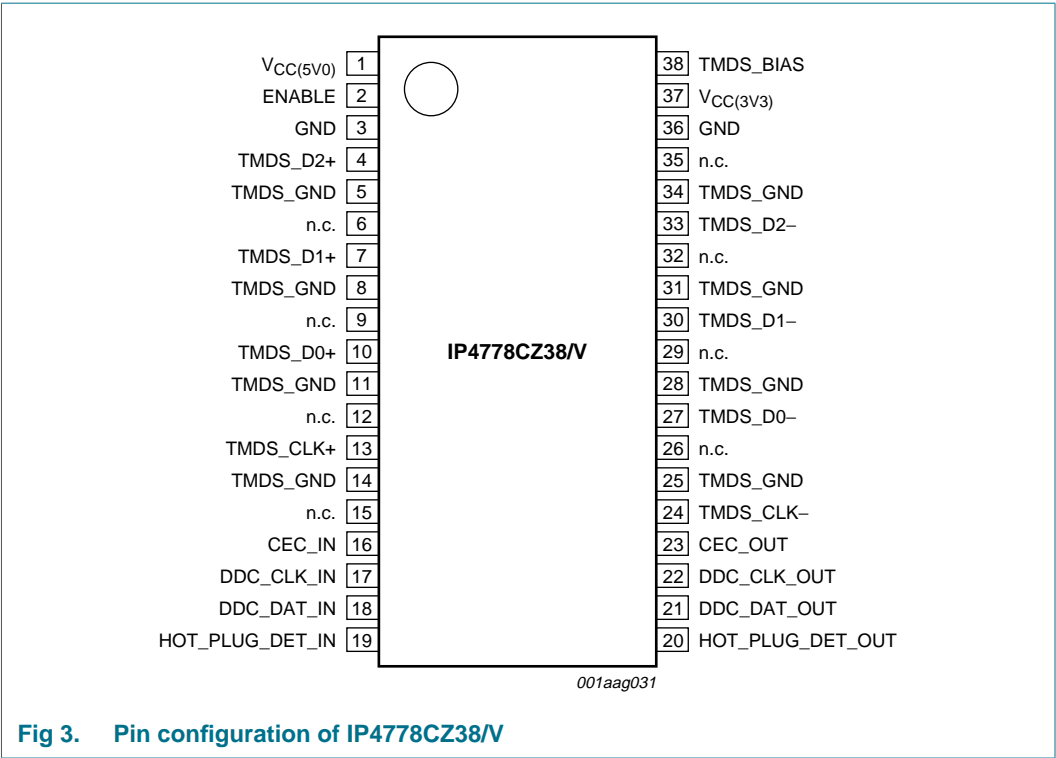 VCC(5V0) 1
ENABLE 2
GND 3
TMDS_D2+ 4
TMDS_GND 5
n.c. 6
TMDS_D1+ 7
TMDS_GND 8
n.c. 9
TMDS_D0+ 10
TMDS_GND 11
n.c. 12
TMDS_CLK+ 13
TMDS_GND 14
n.c. 15
CEC_IN 16
DDC_CLK_IN 17
DDC_DAT_IN 18
HOT_PLUG_DET_IN 19
IP4778CZ38/V
38 TMDS_BIAS
37 VCC(3V3)
36 GND
35 n.c.
34 TMDS_GND
33 TMDS_D2−
32 n.c.
31 TMDS_GND
30 TMDS_D1−
29 n.c.
28 TMDS_GND
27 TMDS_D0−
26 n.c.
25 TMDS_GND
24 TMDS_CLK−
23 CEC_OUT
22 DDC_CLK_OUT
21 DDC_DAT_OUT
20 HOT_PLUG_DET_OUT
001aag031
Fig 3. Pin configuration of IP4778CZ38/V